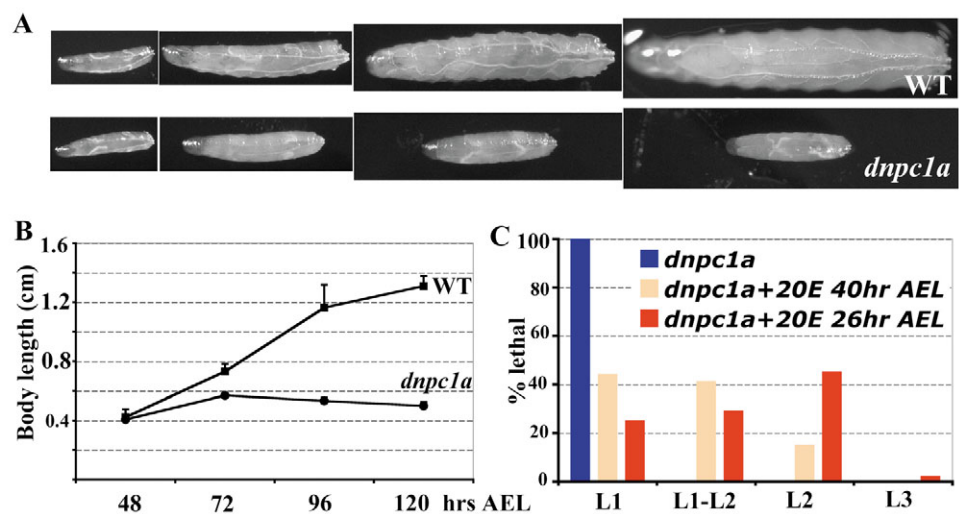 A
WT
dnpc1a
B
Body length (cm)
1.6
1.2
0.8
0.4
WT
dnpc1a
48 72 96 120 hrs AEL
C
% lethal
100
80
60
40
20
0
dnpc1a
dnpc1a+20E 40hr AEL
dnpc1a+20E 26hr AEL
L1 L1-L2 L2 L3